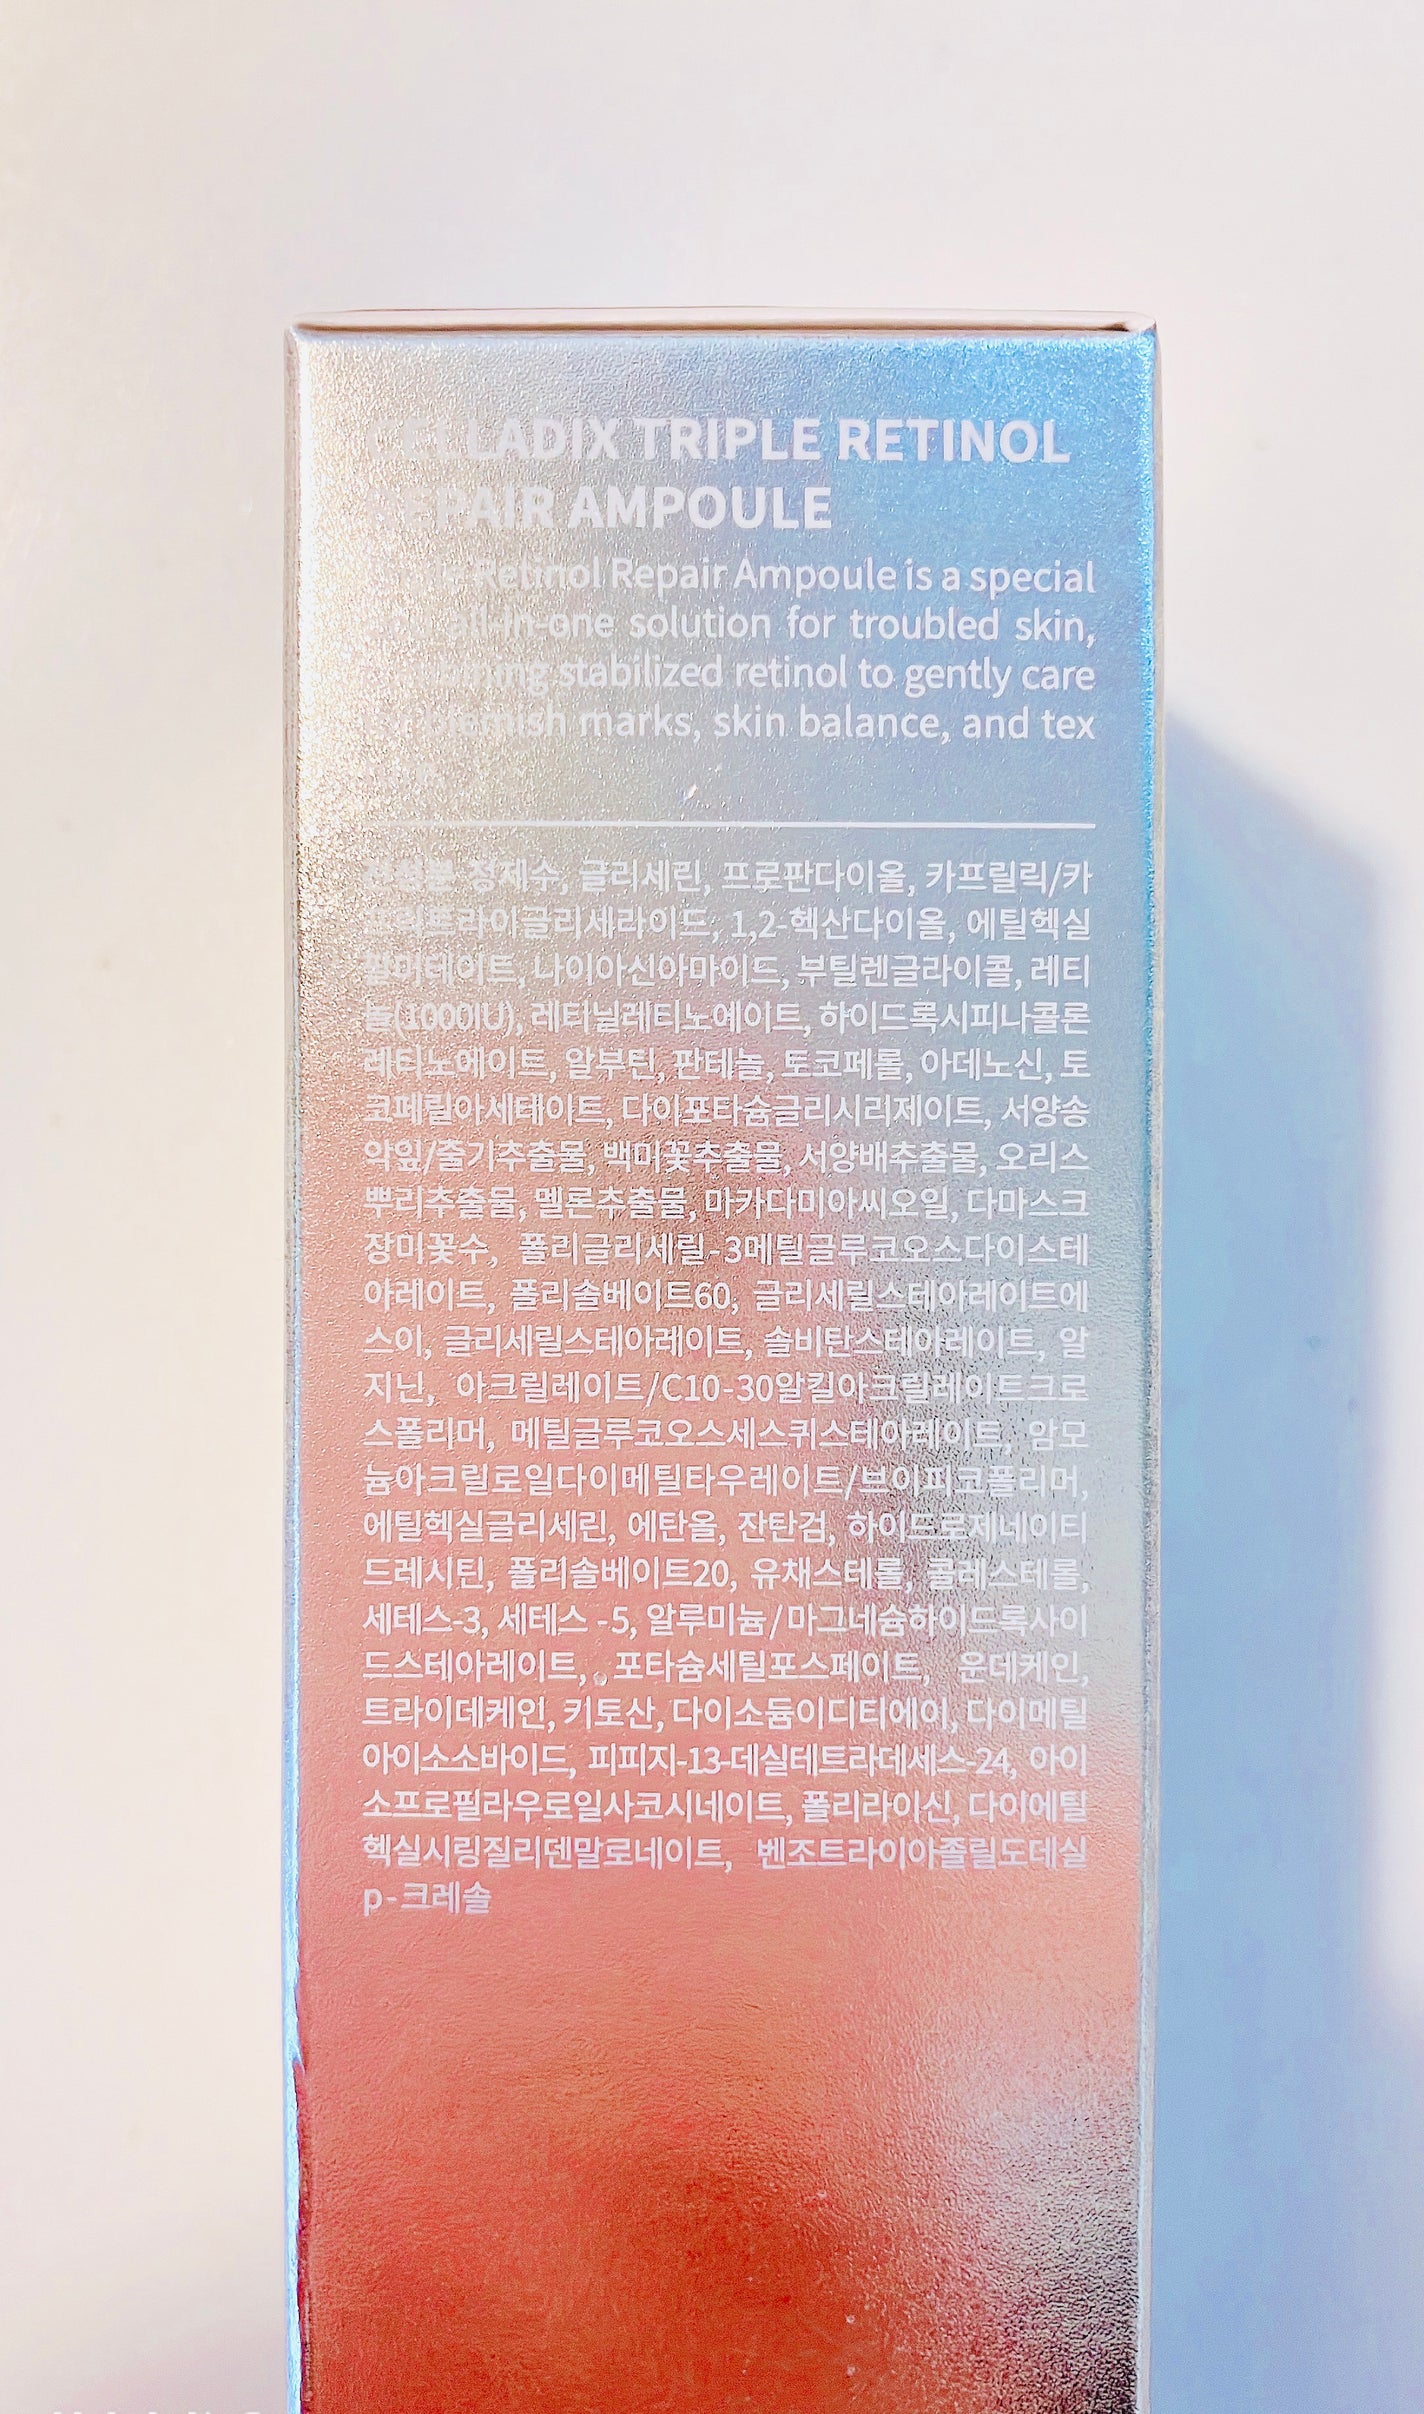 CELLADIX TRIPLE RETINOL
REPAIR AMPOULE
Retinol Repair Ampoule is a special
all-in-one solution for troubled skin,
stabilized retinol to gently care
blemish marks, skin balance, and tex
전성분 정제수, 글리세린, 프로판다이올, 카프릴릭/카
프릭트라이글리세라이드, 1,2-헥산다이올, 에틸헥실
팔미테이트, 나이아신아마이드, 부틸렌글라이콜, 레티
놀(1000IU), 레티닐레티노에이트, 하이드록시피나콜론
레티노에이트, 알부틴, 판테놀, 토코페롤, 아데노신, 토
코페릴아세테이트, 다이포타슘글리시리제이트, 서양송
악잎/줄기추출물, 백미꽃추출물, 서양배추출물, 오리스
뿌리추출물, 멜론추출물, 마카다미아씨오일, 다마스크
장미꽃수, 폴리글리세릴-3메틸글루코오스다이스테
아레이트, 폴리솔베이트60, 글리세릴스테아레이트에
스이, 글리세릴스테아레이트, 솔비탄스테아레이트, 알
지닌, 아크릴레이트/C10-30알킬아크릴레이트크로
스폴리머, 메틸글루코오스세스퀴스테아레이트, 암모
늄아크릴로일다이메틸타우레이트/브이피코폴리머,
에틸헥실글리세린, 에탄올, 잔탄검, 하이드로제네이티
드레시틴, 폴리솔베이트20, 유채스테롤, 콜레스테롤,
세테스-3, 세테스 -5, 알루미늄/마그네슘하이드록사이
드스테아레이트, 포타슘세틸포스페이트, 운데케인,
트라이데케인, 키토산, 다이소듐이디티에이, 다이메틸
아이소소바이드, 피피지-13-데실테트라데세스-24, 아이
소프로필라우로일사코시네이트, 폴리라이신, 다이에틸
헥실시링질리덴말로네이트, 벤조트라이아졸릴도데실
p-크레솔